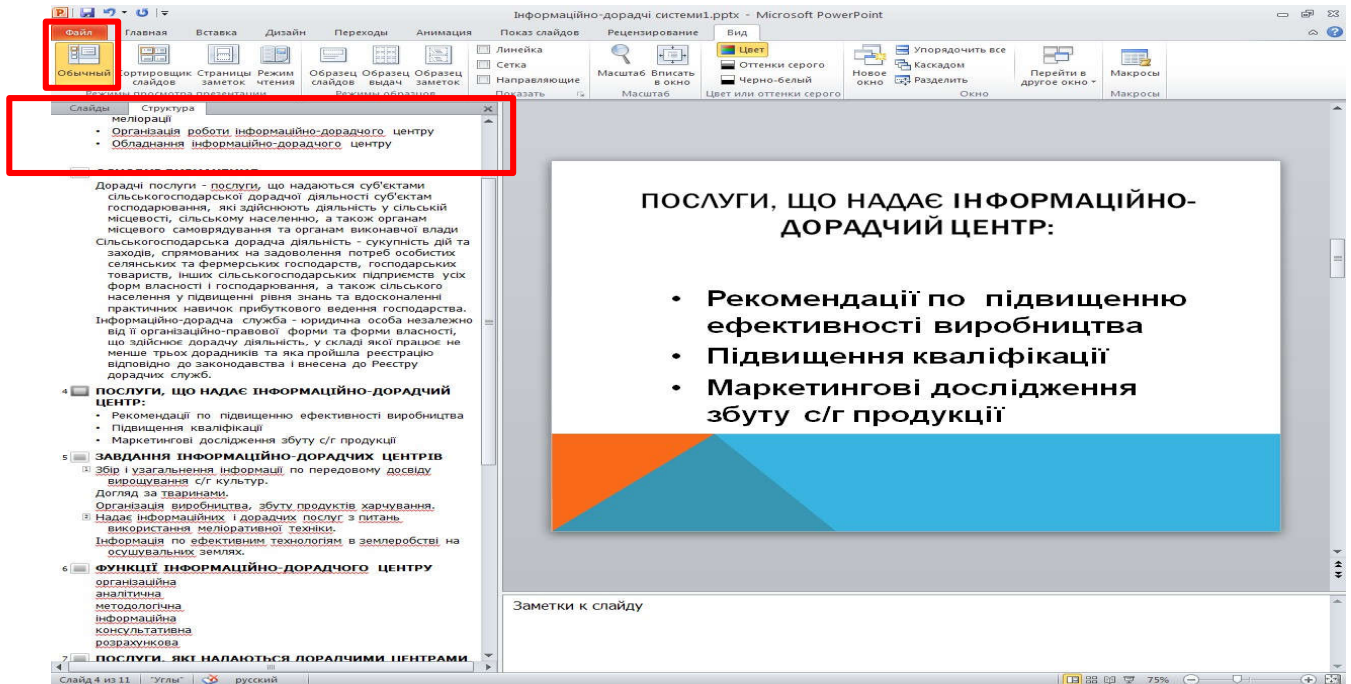 Інформаційно-дорадчі системи1.pptx - Microsoft PowerPoint
Файл Главная Вставка Дизайн Переходы Анимация Показ слайдов Рецензирование Вид
Обычный Сортировщик слайдов Страницы заметок Режим чтения
Режимы просмотра презентации
Образец слайдов Образец выдач Образец заметок
Режимы образцов
Линейка
Сетка
Направляющие
Показать
Масштаб Вписать в окно
Масштаб
Цвет
Оттенки серого
Черно-белый
Цвет или оттенки серого
Новое окно
Упорядочить все
Каскадом
Разделить
Перейти в другое окно
Окно
Макросы
Макросы
Слайды Структура
меліорації
• Організація роботи інформаційно-дорадчого центру
• Обладнання інформаційно-дорадчого центру
Дорадчі послуги - послуги, що надаються суб'єктами
сільськогосподарської дорадчої діяльності суб'єктам
господарювання, які здійснюють діяльність у сільській
місцевості, сільському населенню, а також органам
місцевого самоврядування та органам виконавчої влади
Сільськогосподарська дорадча діяльність - сукупність дій та
заходів, спрямованих на задоволення потреб особистих
селянських та фермерських господарств, господарських
товариств, інших сільськогосподарських підприємств усіх
форм власності і господарювання, а також сільського
населення у підвищенні рівня знань та вдосконаленні
практичних навичок прибуткового ведення господарства.
Інформаційно-дорадча служба - юридична особа незалежно
від її організаційно-правової форми та форми власності,
що здійснює дорадчу діяльність, у складі якої працює не
менше трьох дорадників та яка пройшла реєстрацію
відповідно до законодавства і внесена до Реєстру
дорадчих служб.
4 ПОСЛУГИ, ЩО НАДАЄ ІНФОРМАЦІЙНО-ДОРАДЧИЙ
ЦЕНТР:
• Рекомендації по підвищенню ефективності виробництва
• Підвищення кваліфікації
• Маркетингові дослідження збуту с/г продукції
5 ЗАВДАННЯ ІНФОРМАЦІЙНО-ДОРАДЧИХ ЦЕНТРІВ
1 Збір і узагальнення інформації по передовому досвіду
вирощування с/г культур.
Догляд за тваринами.
Організація виробництва, збуту продуктів харчування.
2 Надає інформаційних і дорадчих послуг з питань
використання меліоративної техніки.
Інформація по ефективним технологіям в землеробстві на
осушувальних землях.
6 ФУНКЦІЇ ІНФОРМАЦІЙНО-ДОРАДЧОГО ЦЕНТРУ
організаційна
аналітична
методологічна
інформаційна
консультативна
розрахункова
7 ПОСЛУГИ, ЯКІ НАДАЮТЬСЯ ДОРАДЧИМИ ЦЕНТРАМИ
ПОСЛУГИ, ЩО НАДАЄ ІНФОРМАЦІЙНО-
ДОРАДЧИЙ ЦЕНТР:
• Рекомендації по підвищенню
ефективності виробництва
• Підвищення кваліфікації
• Маркетингові дослідження
збуту с/г продукції
Заметки к слайду
Слайд 4 из 11 "Углы" русский 75%